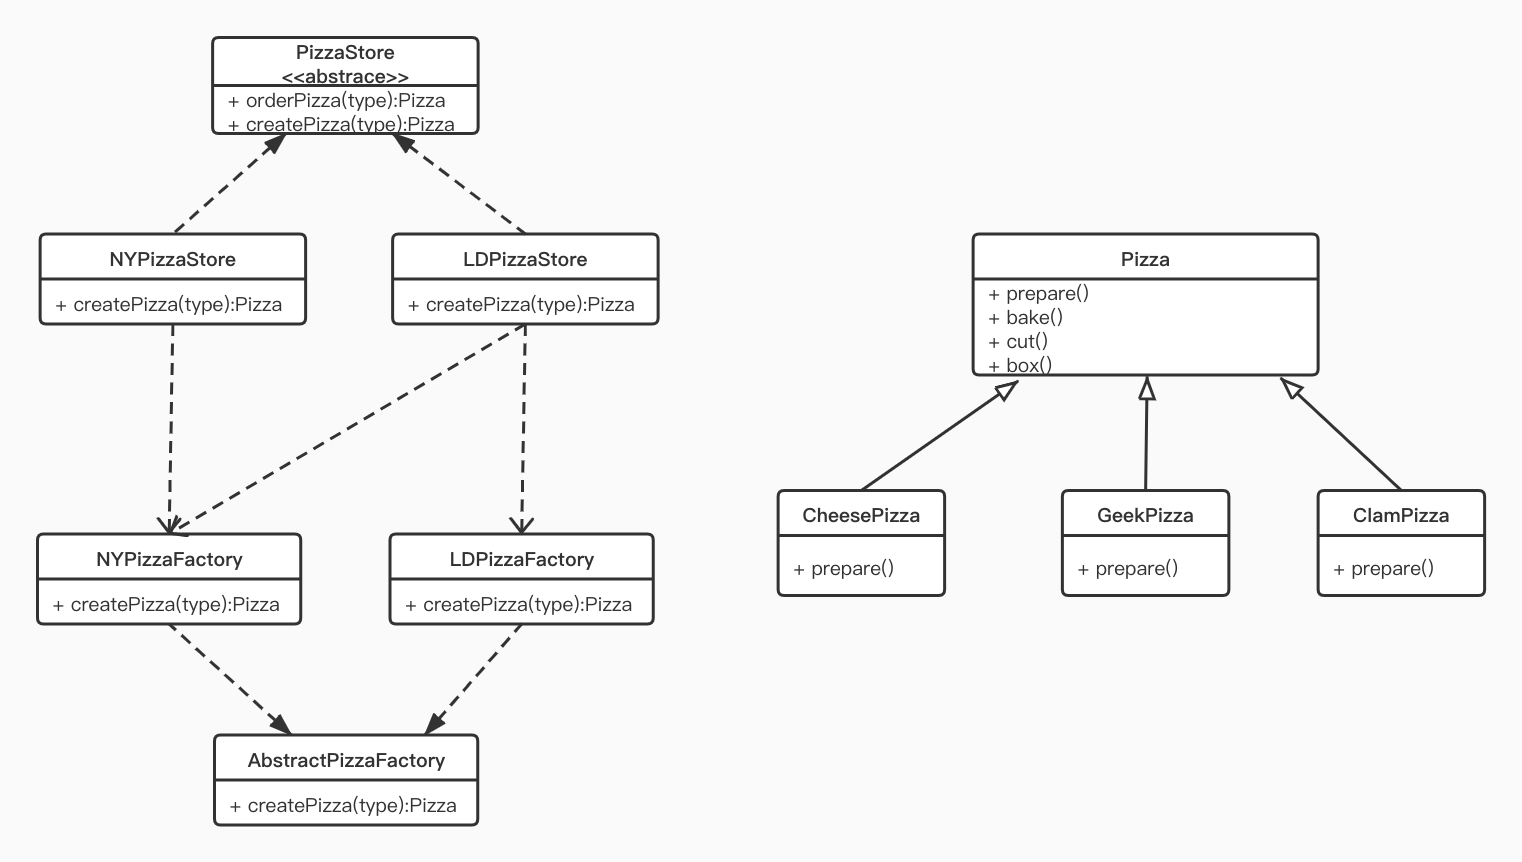 PizzaStore
<<abstrace>>
+ orderPizza(type):Pizza
+ createPizza(type):Pizza
NYPizzaStore
+ createPizza(type):Pizza
LDPizzaStore
+ createPizza(type):Pizza
Pizza
+ prepare()
+ bake()
+ cut()
+ box()
CheesePizza
+ prepare()
GeekPizza
+ prepare()
ClamPizza
+ prepare()
NYPizzaFactory
+ createPizza(type):Pizza
LDPizzaFactory
+ createPizza(type):Pizza
AbstractPizzaFactory
+ createPizza(type):Pizza